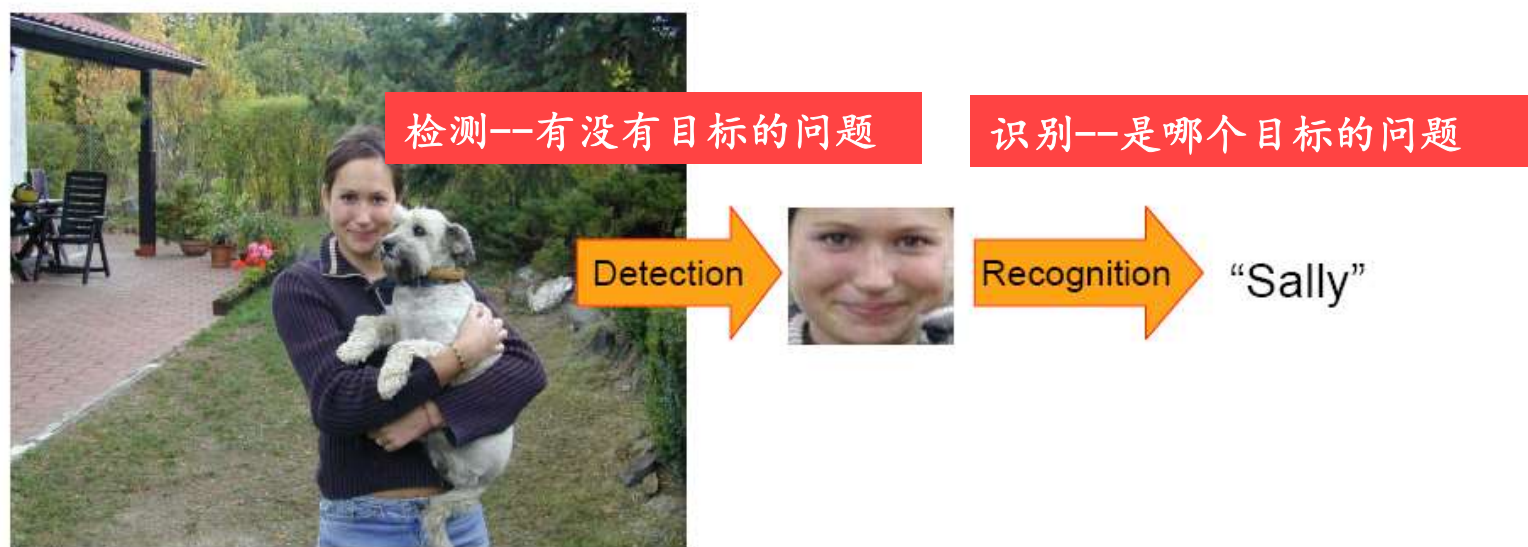 检测--有没有目标的问题
识别--是哪个目标的问题
Detection
Recognition
“Sally”